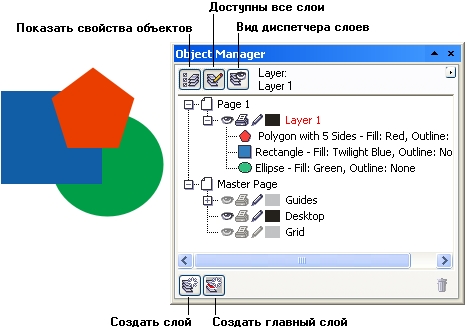 Доступны все слои
Показать свойства объектов
Вид диспетчера слоев
Object Manager
Layer:
Layer 1
Page 1
Layer 1
Polygon with 5 Sides - Fill: Red, Outline:
Rectangle - Fill: Twilight Blue, Outline: No
Ellipse - Fill: Green, Outline: None
Master Page
Guides
Desktop
Grid
Создать слой
Создать главный слой